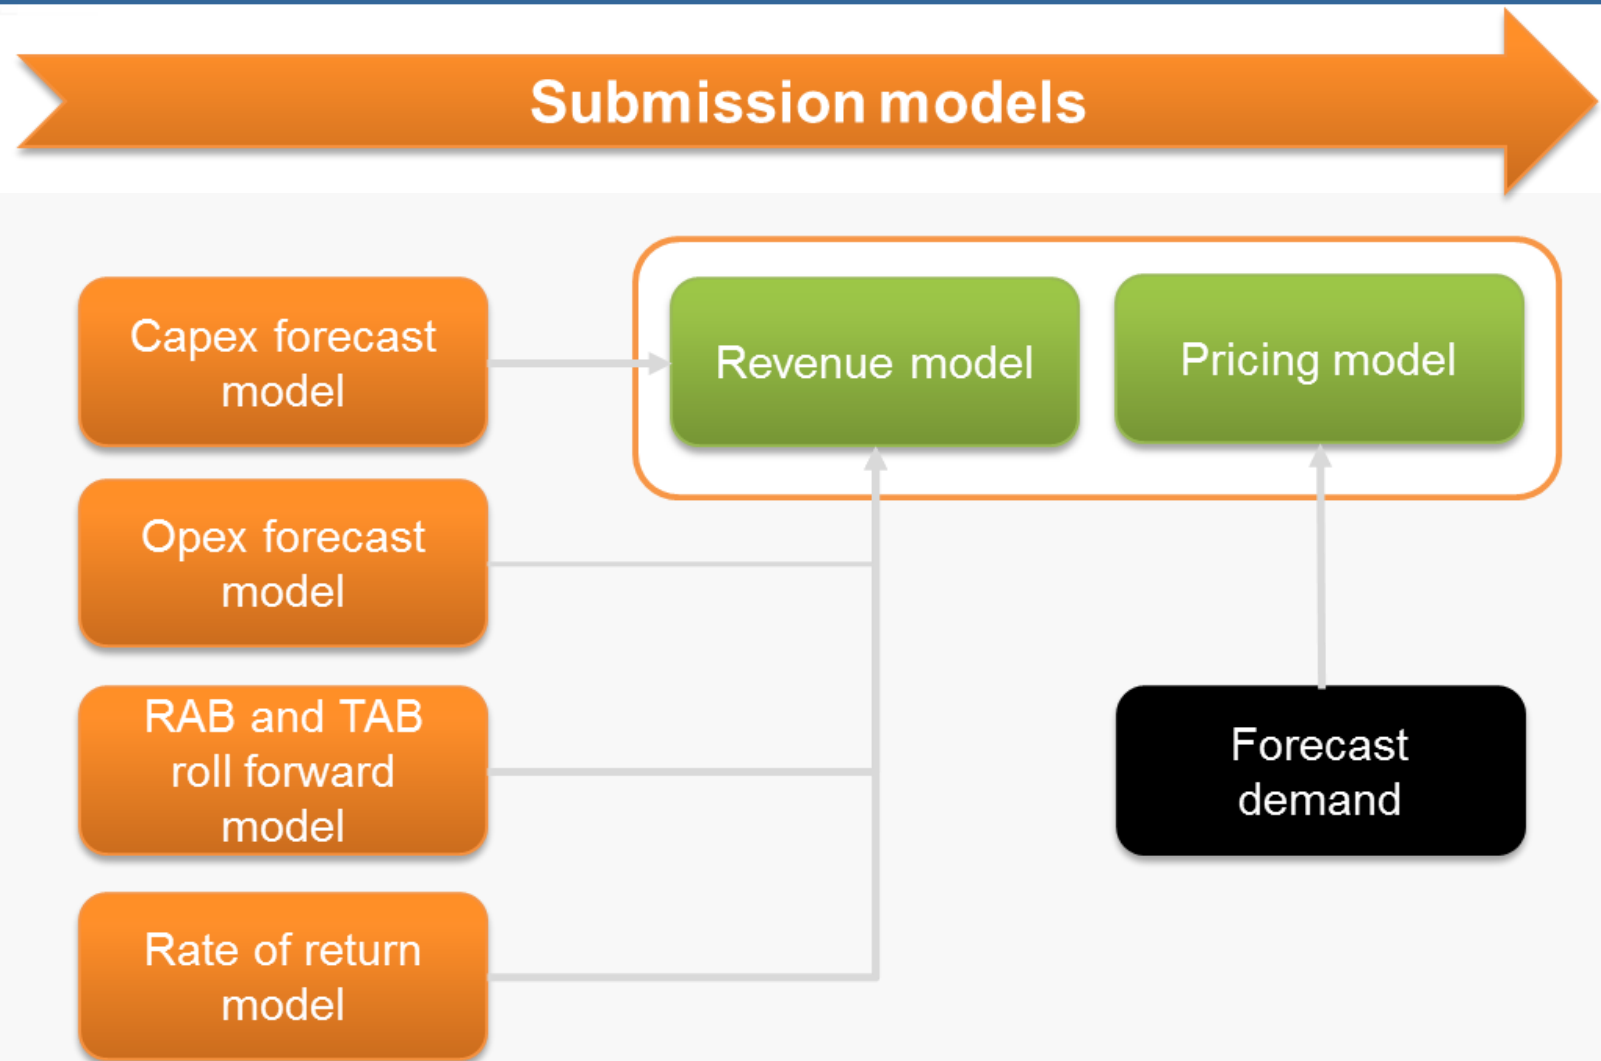 Submission models
Capex forecast
model
Revenue model
Pricing model
Opex forecast
model
RAB and TAB
roll forward
model
Forecast
demand
Rate of return
model